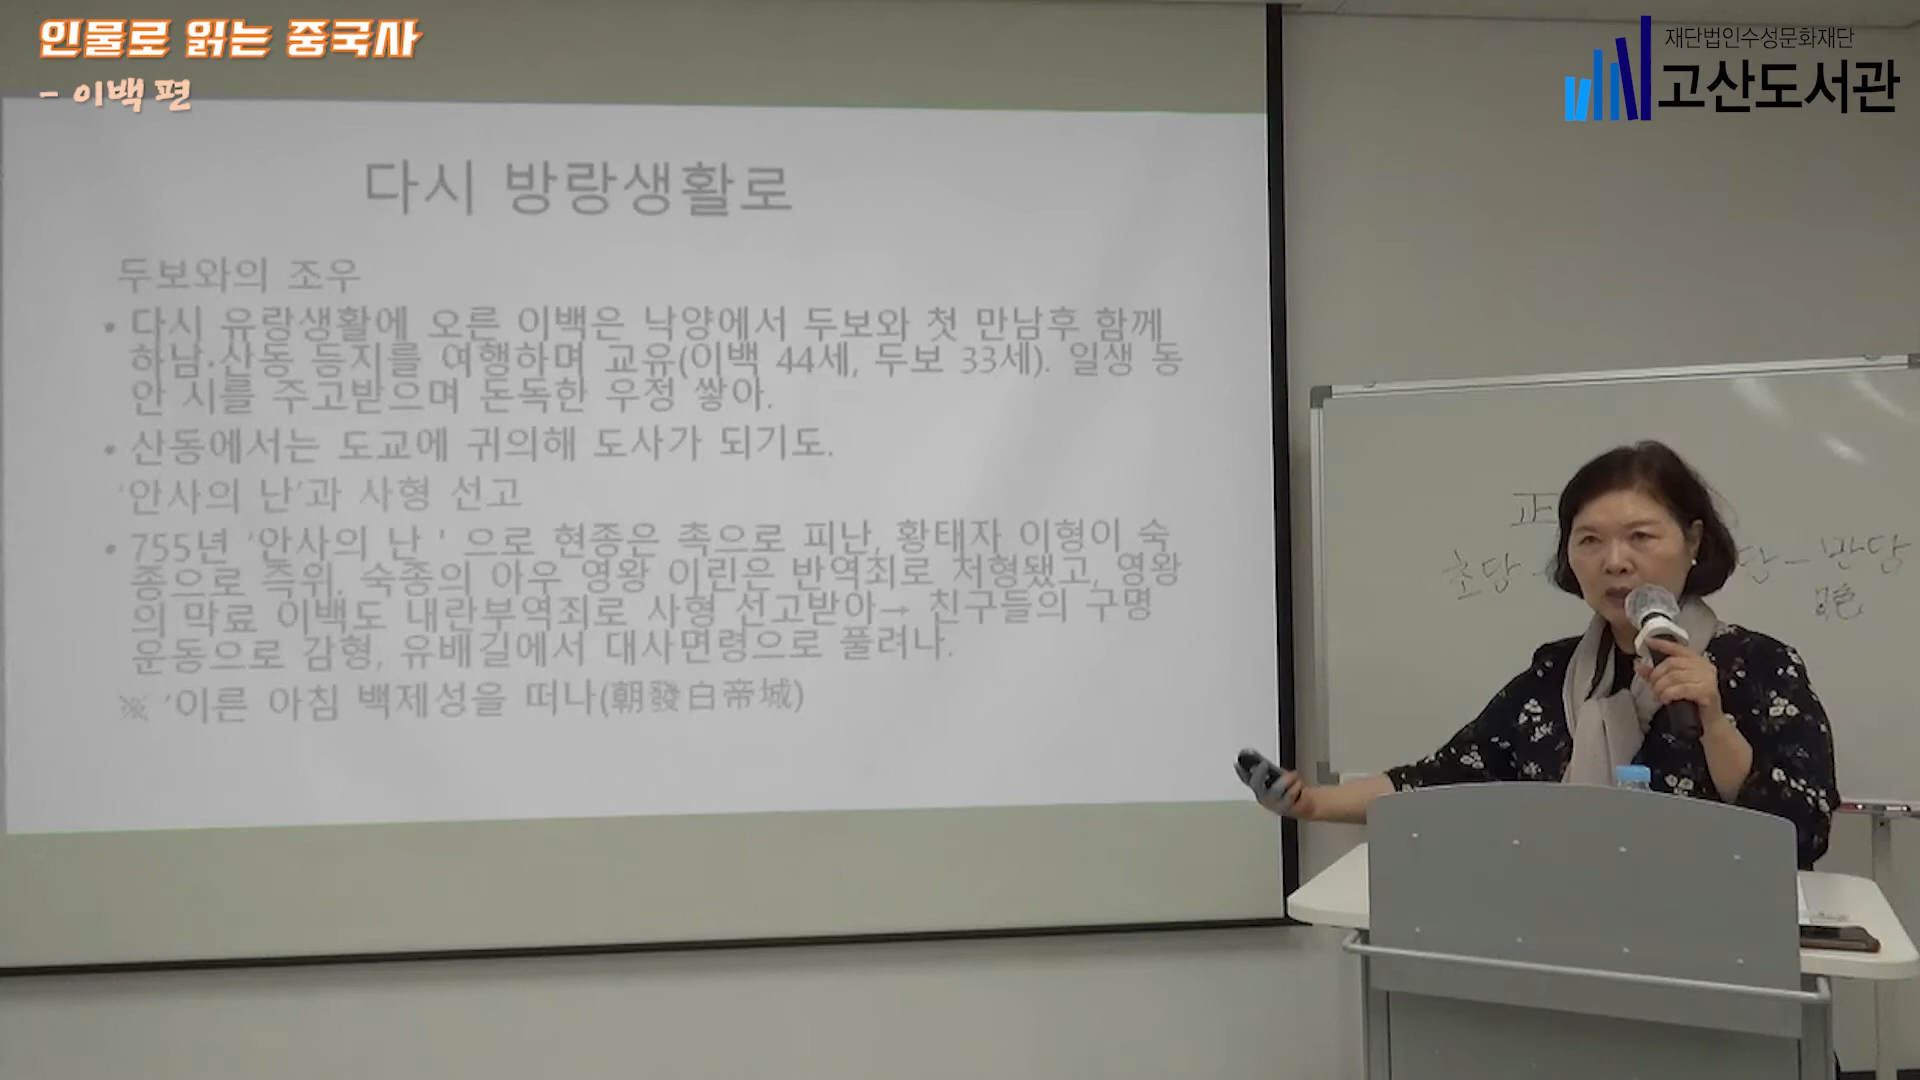 인물로 읽는 중국사
- 이백 편
재단법인수성문화재단
고산도서관
다시 방랑생활로
두보와의 조우
• 다시 유랑생활에 오른 이백은 낙양에서 두보와 첫 만남후 함께
하남·산동 등지를 여행하며 교유(이백 44세, 두보 33세). 일생 동
안 시를 주고받으며 돈독한 우정 쌓아.
• 산동에서는 도교에 귀의해 도사가 되기도.
'안사의 난'과 사형 선고
• 755년 '안사의 난 ' 으로 현종은 촉으로 피난, 황태자 이형이 숙
종으로 즉위. 숙종의 아우 영왕 이린은 반역죄로 처형됐고, 영왕
의 막료 이백도 내란부역죄로 사형 선고받아→ 친구들의 구명
운동으로 감형, 유배길에서 대사면령으로 풀려나.
※ '이른 아침 백제성을 떠나(朝發白帝城)
正
초당 - 당 - 만당